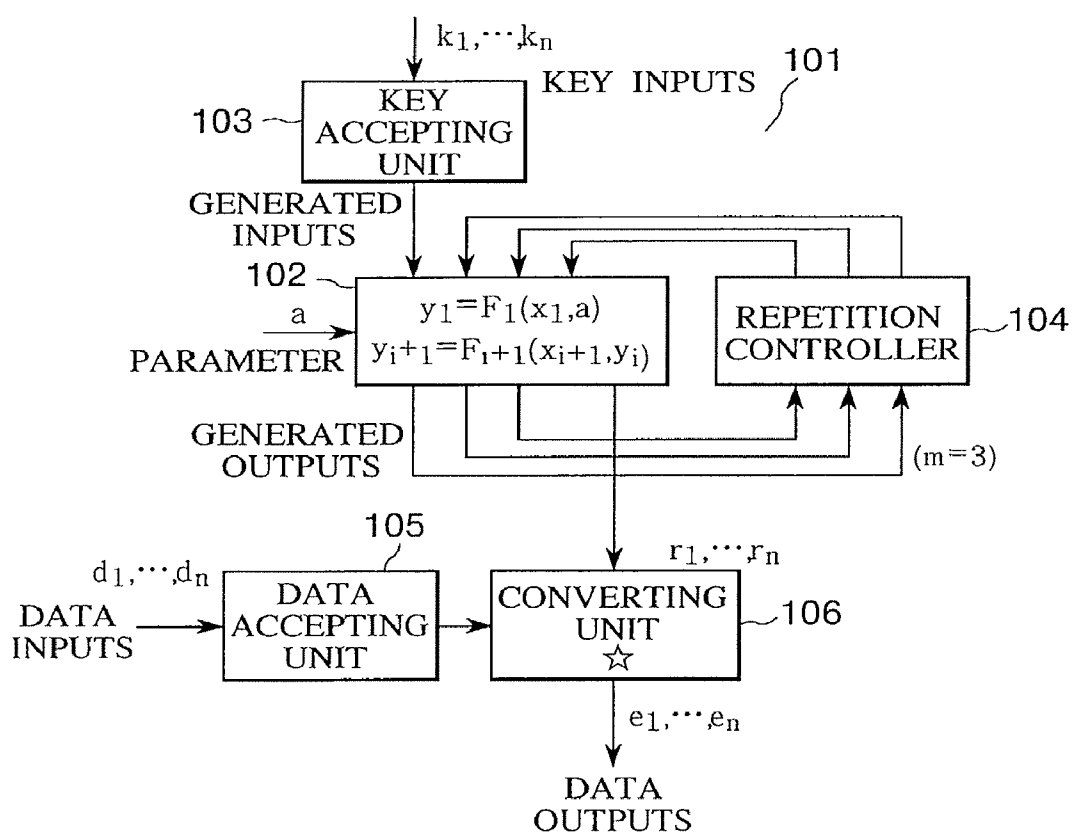 k1,···,kn
KEY INPUTS
101
103
KEY
ACCEPTING
UNIT
GENERATED
INPUTS
102
a
PARAMETER
y1=F1(x1,a)
yi+1=Fi+1(xi+1,yi)
REPETITION
CONTROLLER
104
GENERATED
OUTPUTS
(m=3)
105
d1,···,dn
DATA
INPUTS
DATA
ACCEPTING
UNIT
r1,···,rn
CONVERTING
UNIT
☆
106
e1,···,en
DATA
OUTPUTS